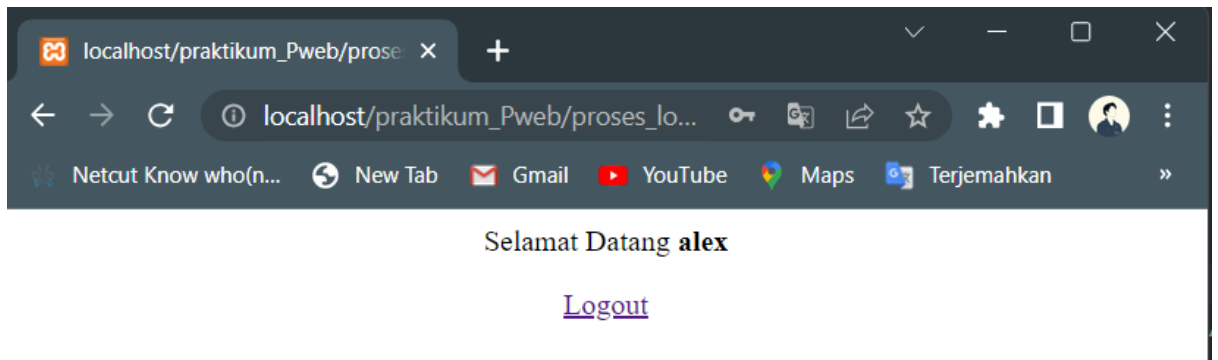 localhost/praktikum_Pweb/prose
localhost/praktikum_Pweb/proses_lo...
Netcut Know who(n... New Tab Gmail YouTube Maps Terjemahkan »
Selamat Datang alex
Logout